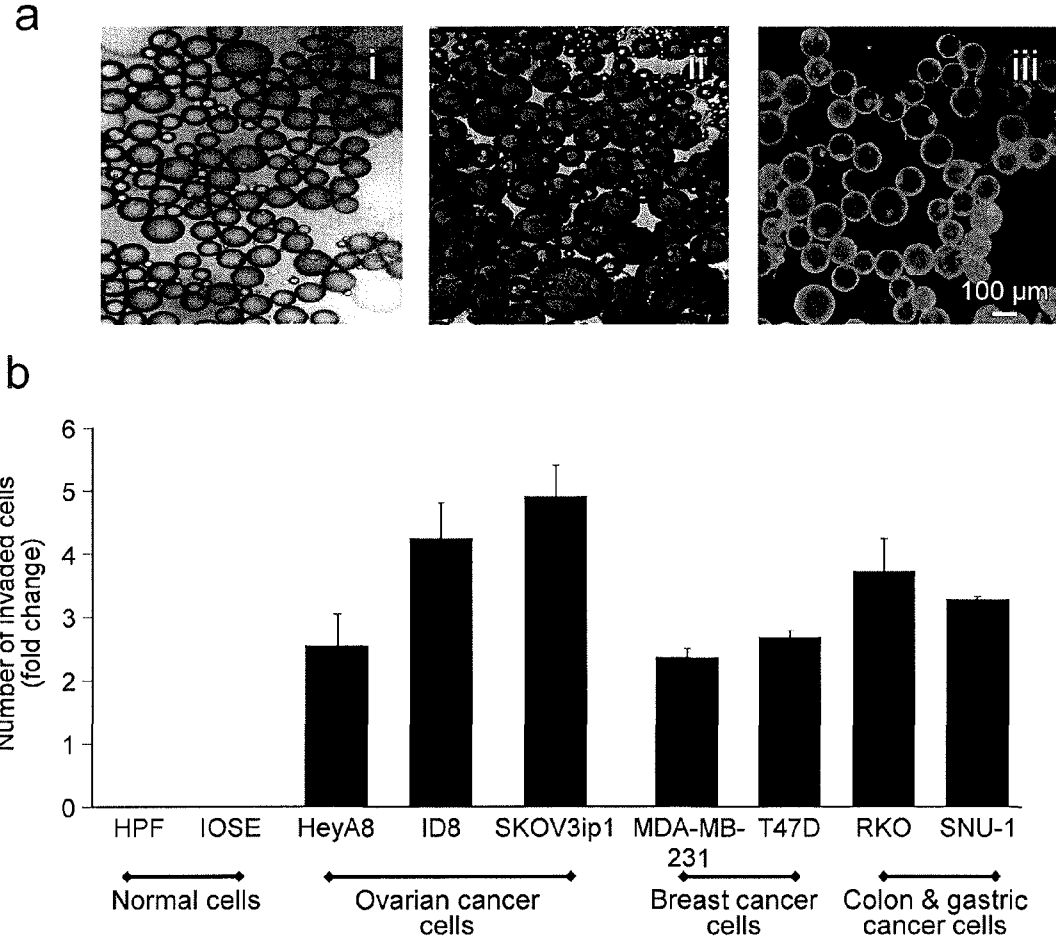 a
i
ii
iii
100 µm
b
Number of invaded cells
(fold change)
6
5
4
3
2
1
0
HPF IOSE HeyA8 ID8 SKOV3ip1 MDA-MB- T47D RKO SNU-1
231
Normal cells Ovarian cancer Breast cancer Colon & gastric
cells cells cancer cells